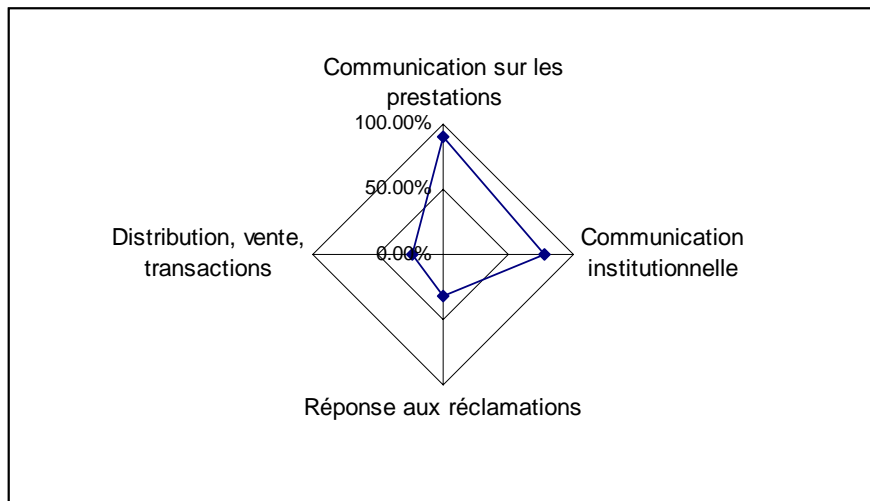 Communication sur les
prestations
100.00%
50.00%
Distribution, vente,
transactions
0.00%
Communication
institutionnelle
Réponse aux réclamations